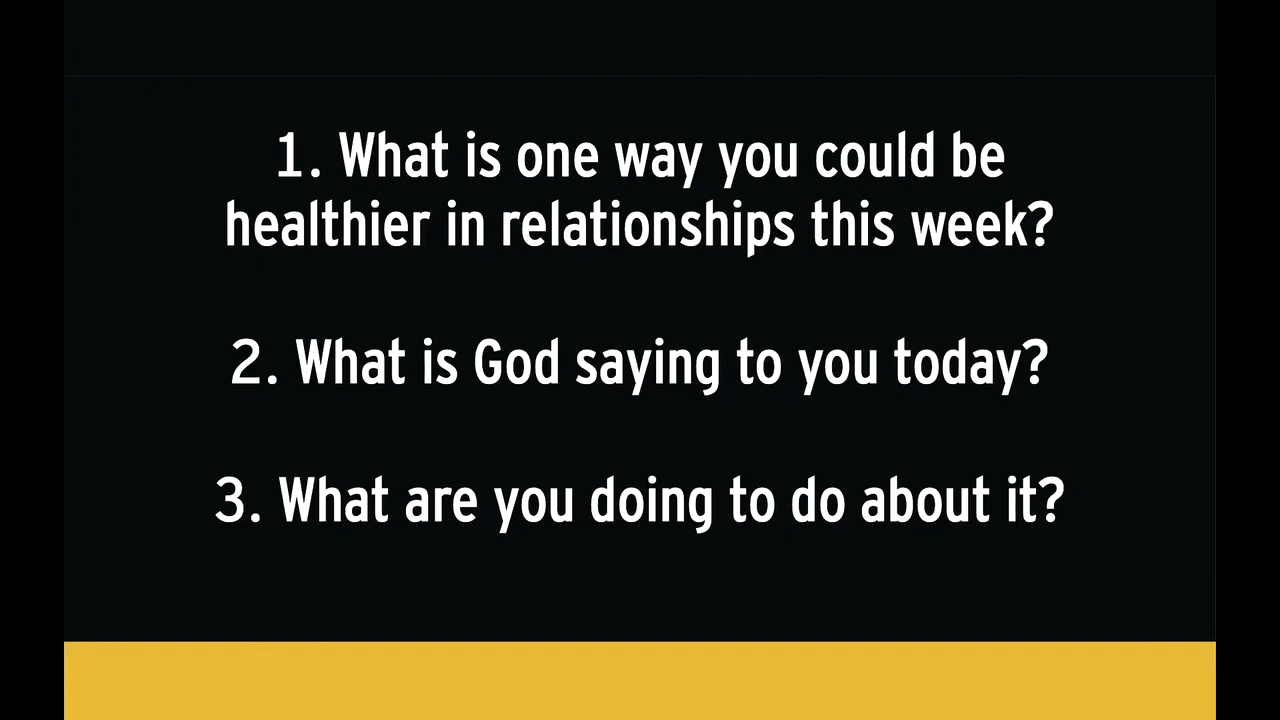 1. What is one way you could be
healthier in relationships this week?
2. What is God saying to you today?
3. What are you doing to do about it?